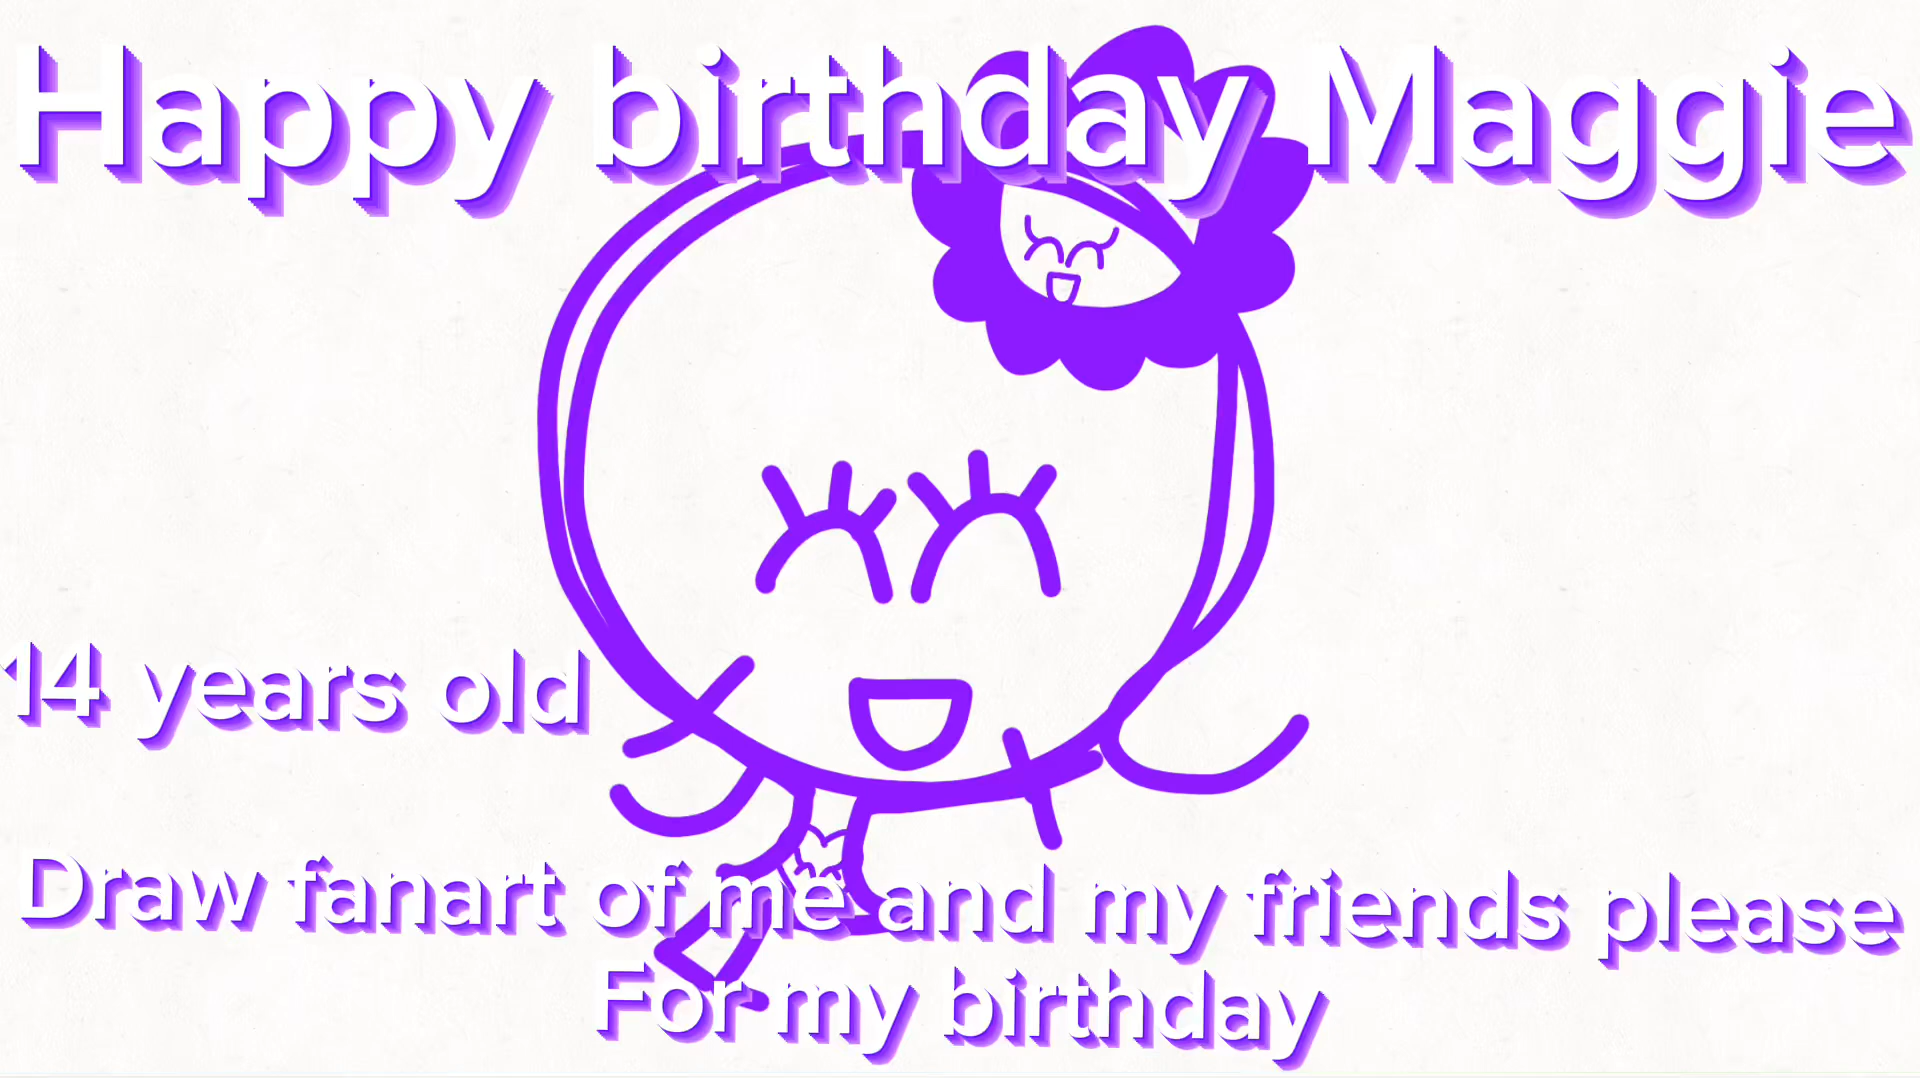 Happy birthday Maggie
14 years old
Draw fanart of me and my friends please
For my birthday